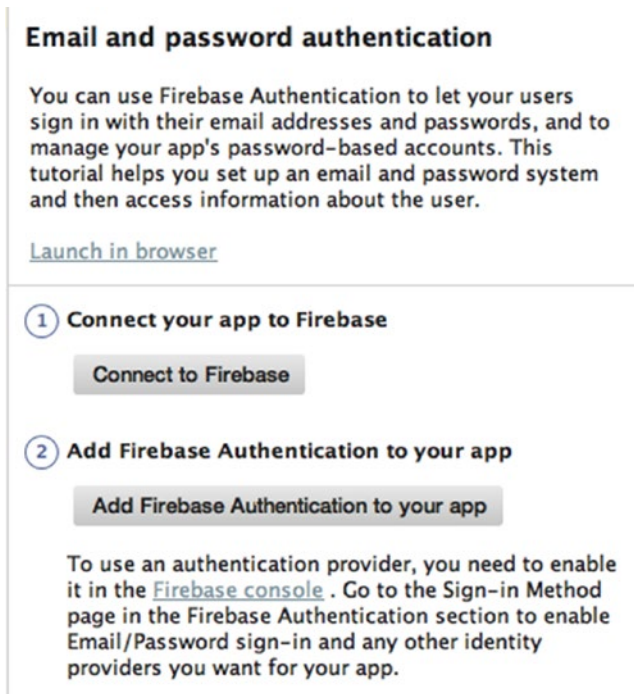 Email and password authentication
You can use Firebase Authentication to let your users
sign in with their email addresses and passwords, and to
manage your app's password-based accounts. This
tutorial helps you set up an email and password system
and then access information about the user.
Launch in browser
1 Connect your app to Firebase
Connect to Firebase
2 Add Firebase Authentication to your app
Add Firebase Authentication to your app
To use an authentication provider, you need to enable
it in the Firebase console . Go to the Sign-in Method
page in the Firebase Authentication section to enable
Email/Password sign-in and any other identity
providers you want for your app.